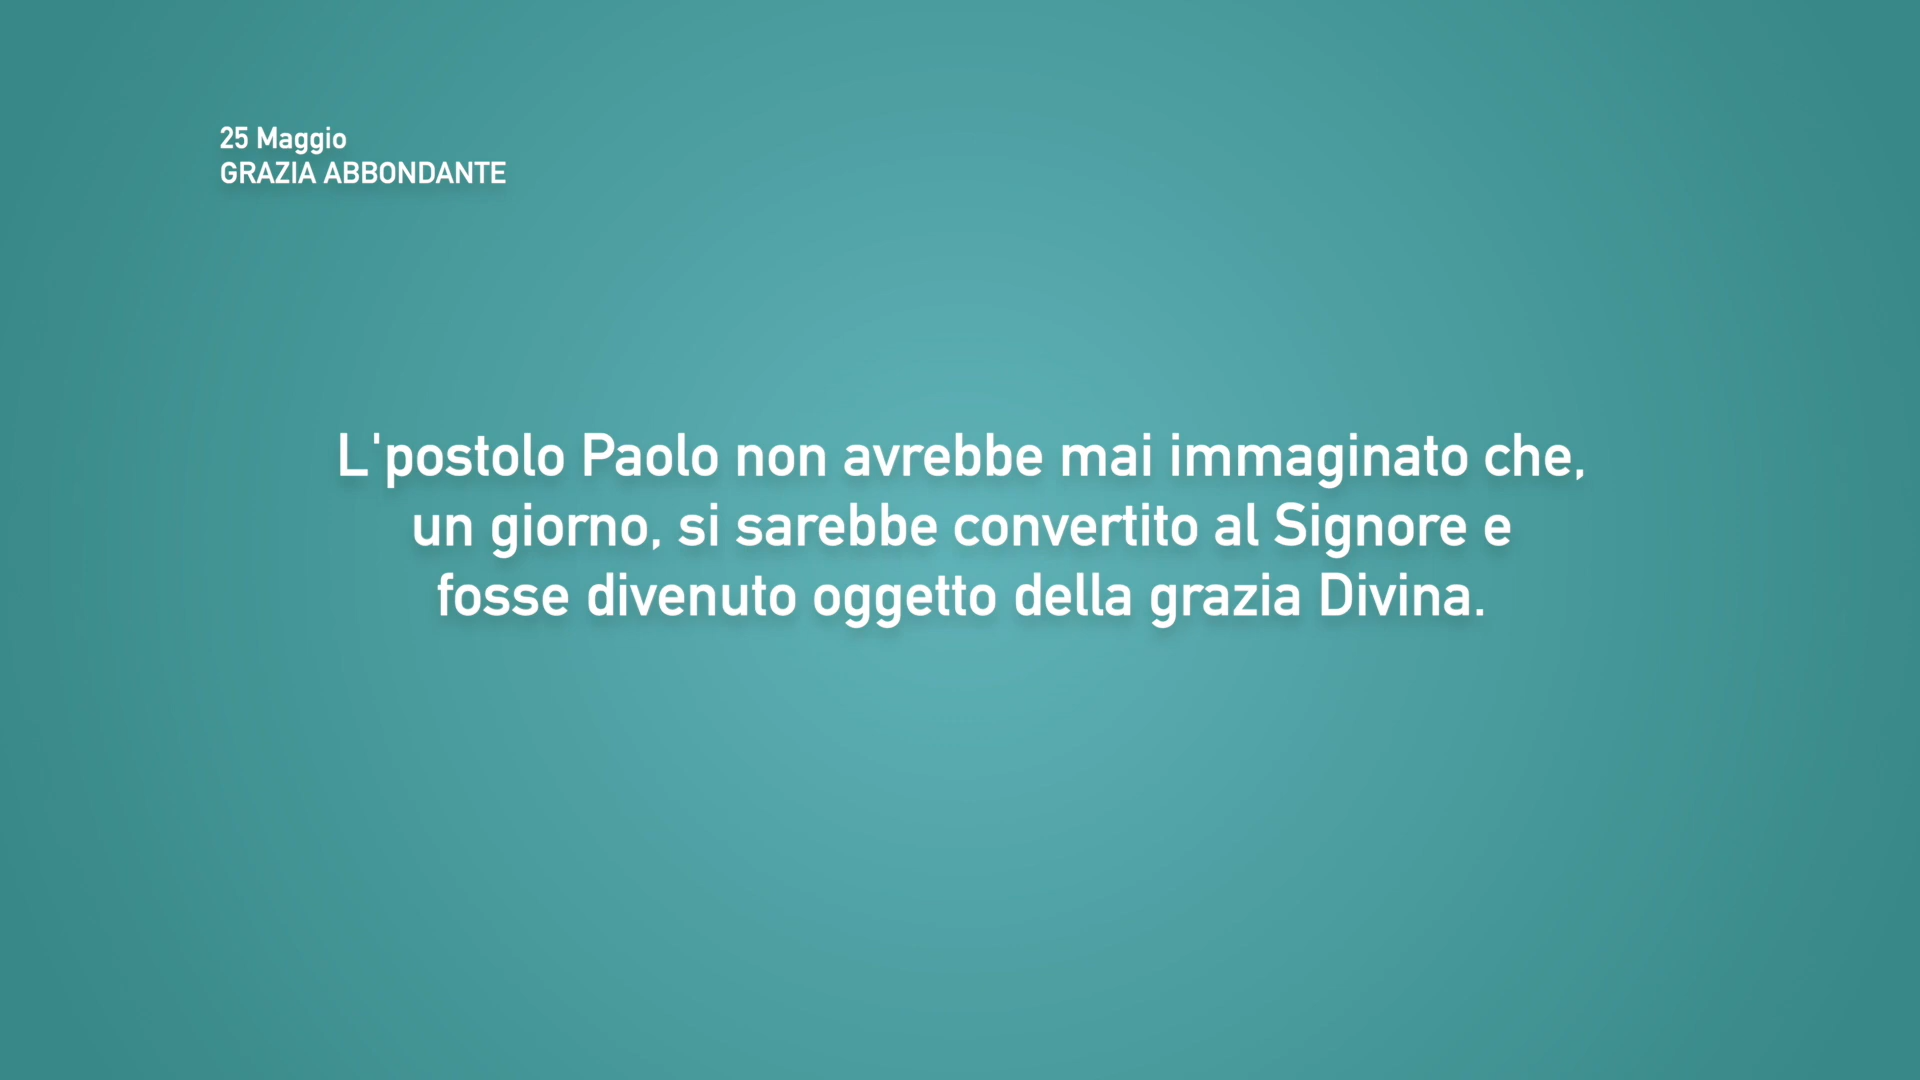 25 Maggio
GRAZIA ABBONDANTE
L'postolo Paolo non avrebbe mai immaginato che,
un giorno, si sarebbe convertito al Signore e
fosse divenuto oggetto della grazia Divina.